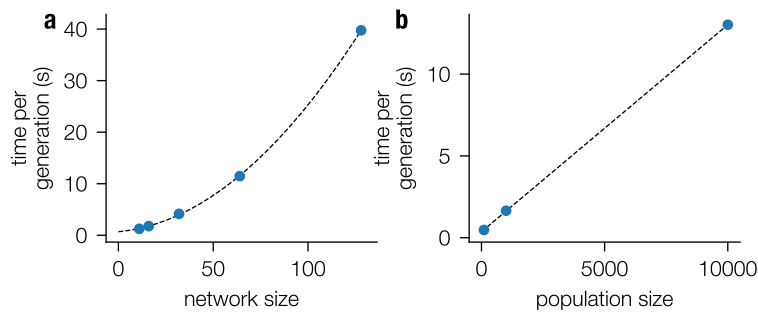 a
time per
generation (s)
40
30
20
10
0
0 50 100
network size
b
time per
generation (s)
10
5
0
0 5000 10000
population size